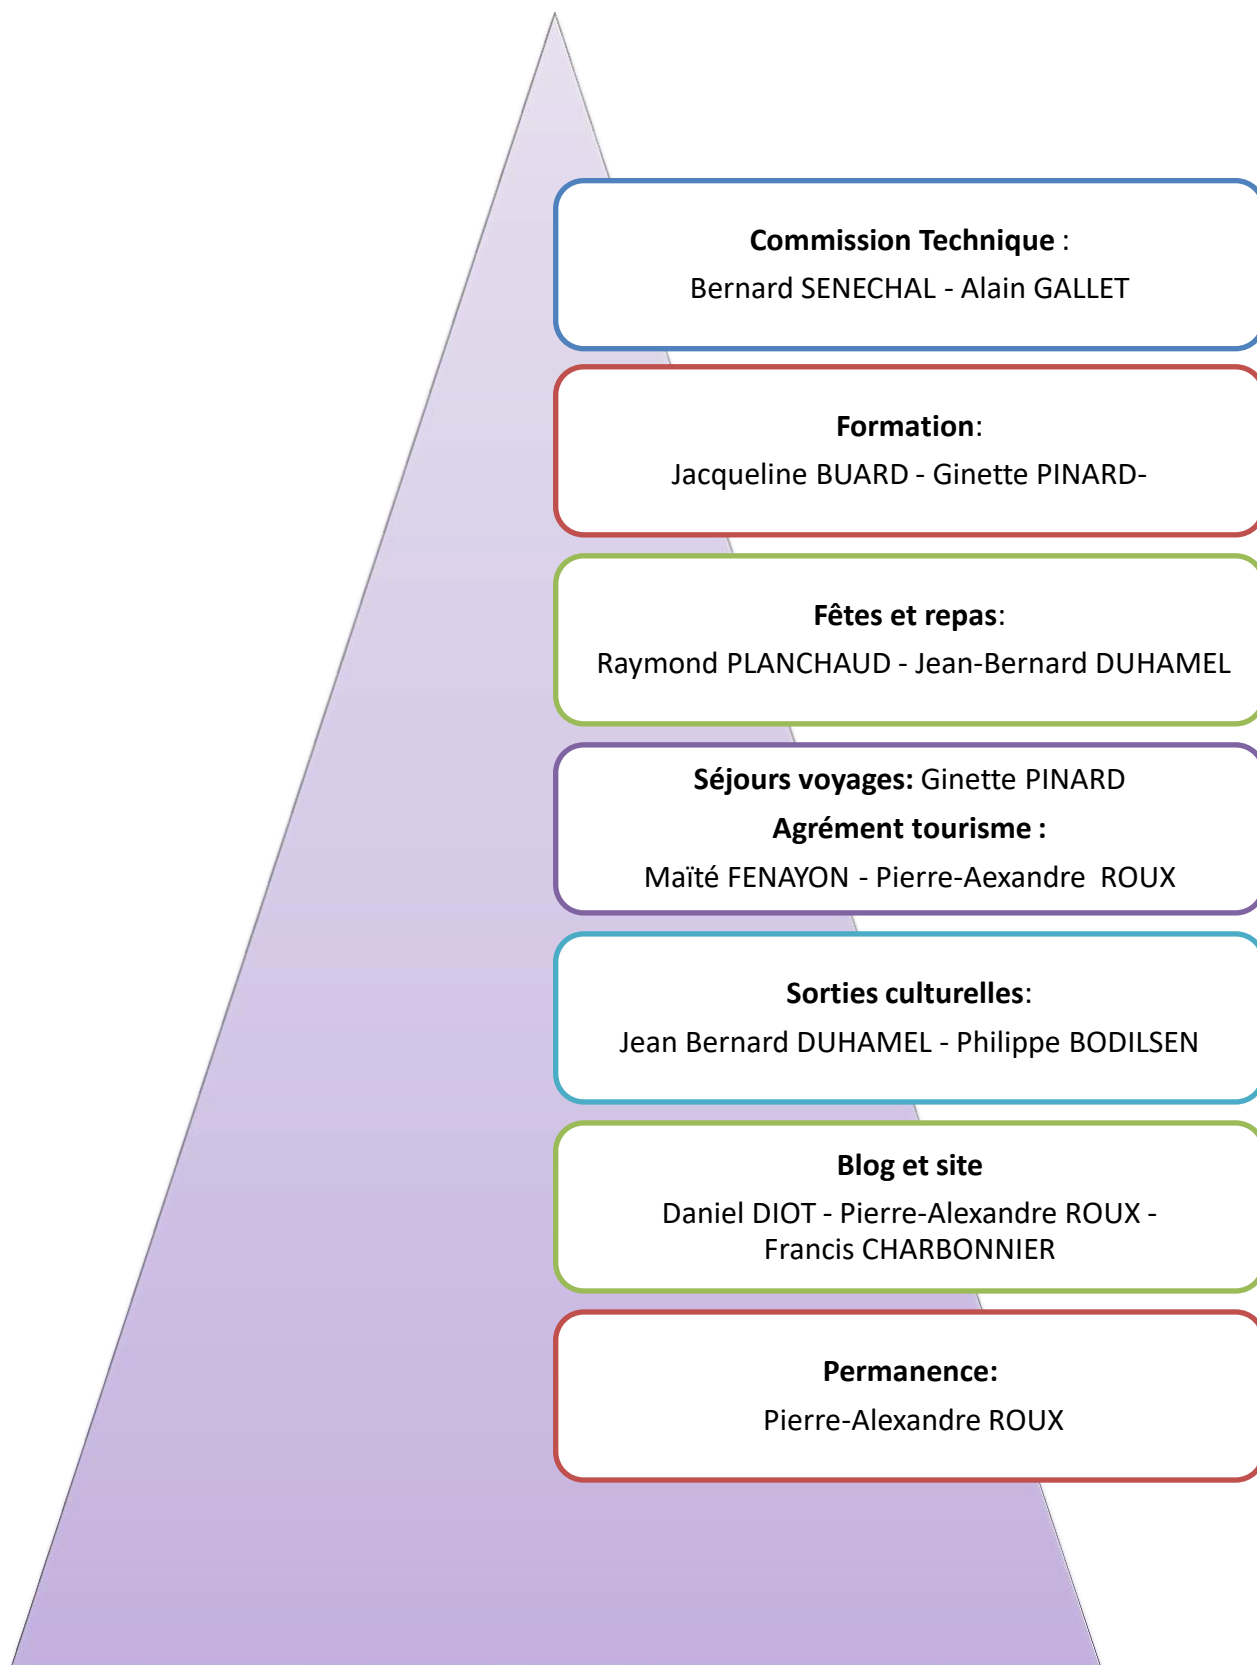 Commission Technique :
Bernard SENECHAL - Alain GALLET
Formation:
Jacqueline BUARD - Ginette PINARD-
Fêtes et repas:
Raymond PLANCHAUD - Jean-Bernard DUHAMEL
Séjours voyages: Ginette PINARD
Agrément tourisme :
Maïté FENAYON - Pierre-Aexandre  ROUX
Sorties culturelles:
Jean Bernard DUHAMEL - Philippe BODILSEN
Blog et site
Daniel DIOT - Pierre-Alexandre ROUX -
Francis CHARBONNIER
Permanence:
Pierre-Alexandre ROUX